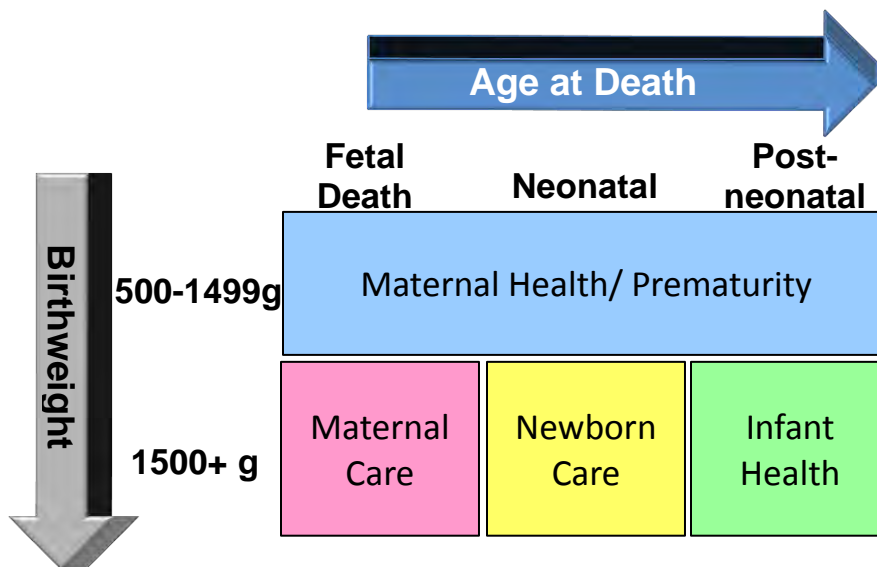 Age at Death
Fetal
Death
Neonatal
Post-
neonatal
Birthweight
500-1499g
Maternal Health/ Prematurity
1500+ g
Maternal
Care
Newborn
Care
Infant
Health